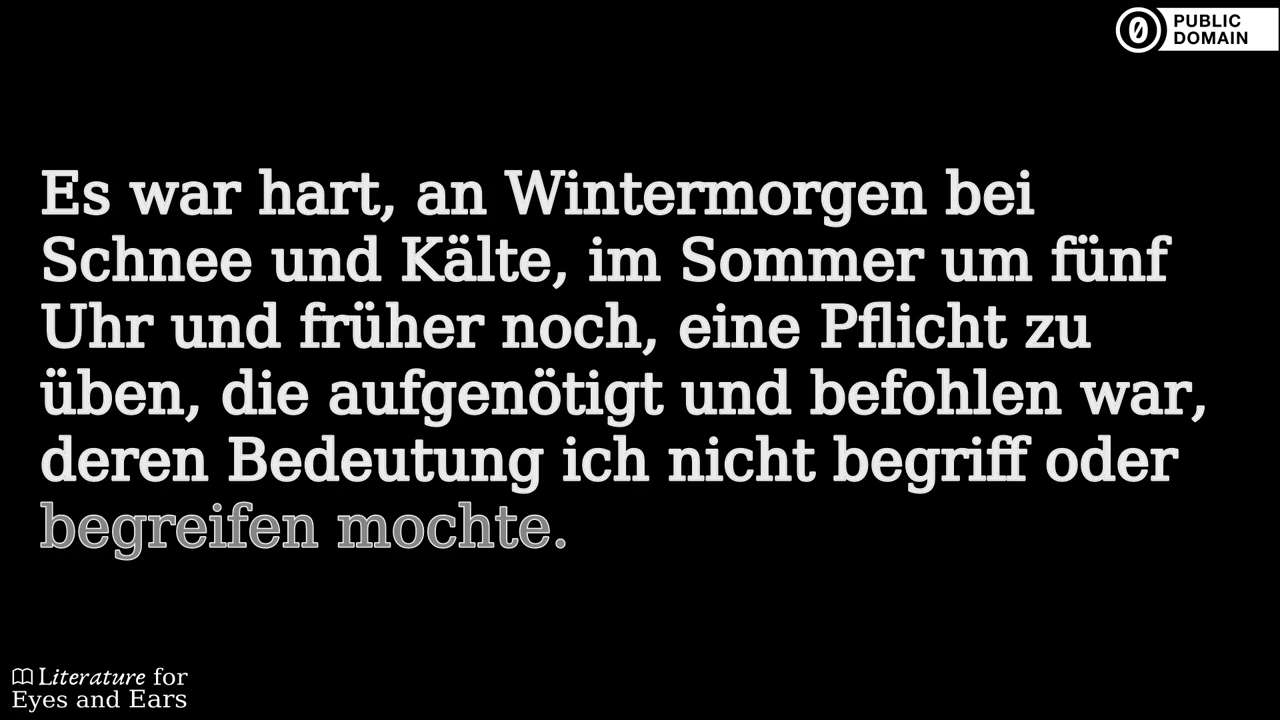 PUBLIC
DOMAIN
Es war hart, an Wintermorgen bei
Schnee und Kälte, im Sommer um fünf
Uhr und früher noch, eine Pflicht zu
üben, die aufgenötigt und befohlen war,
deren Bedeutung ich nicht begriff oder
begreifen mochte.
Literature for
Eyes and Ears